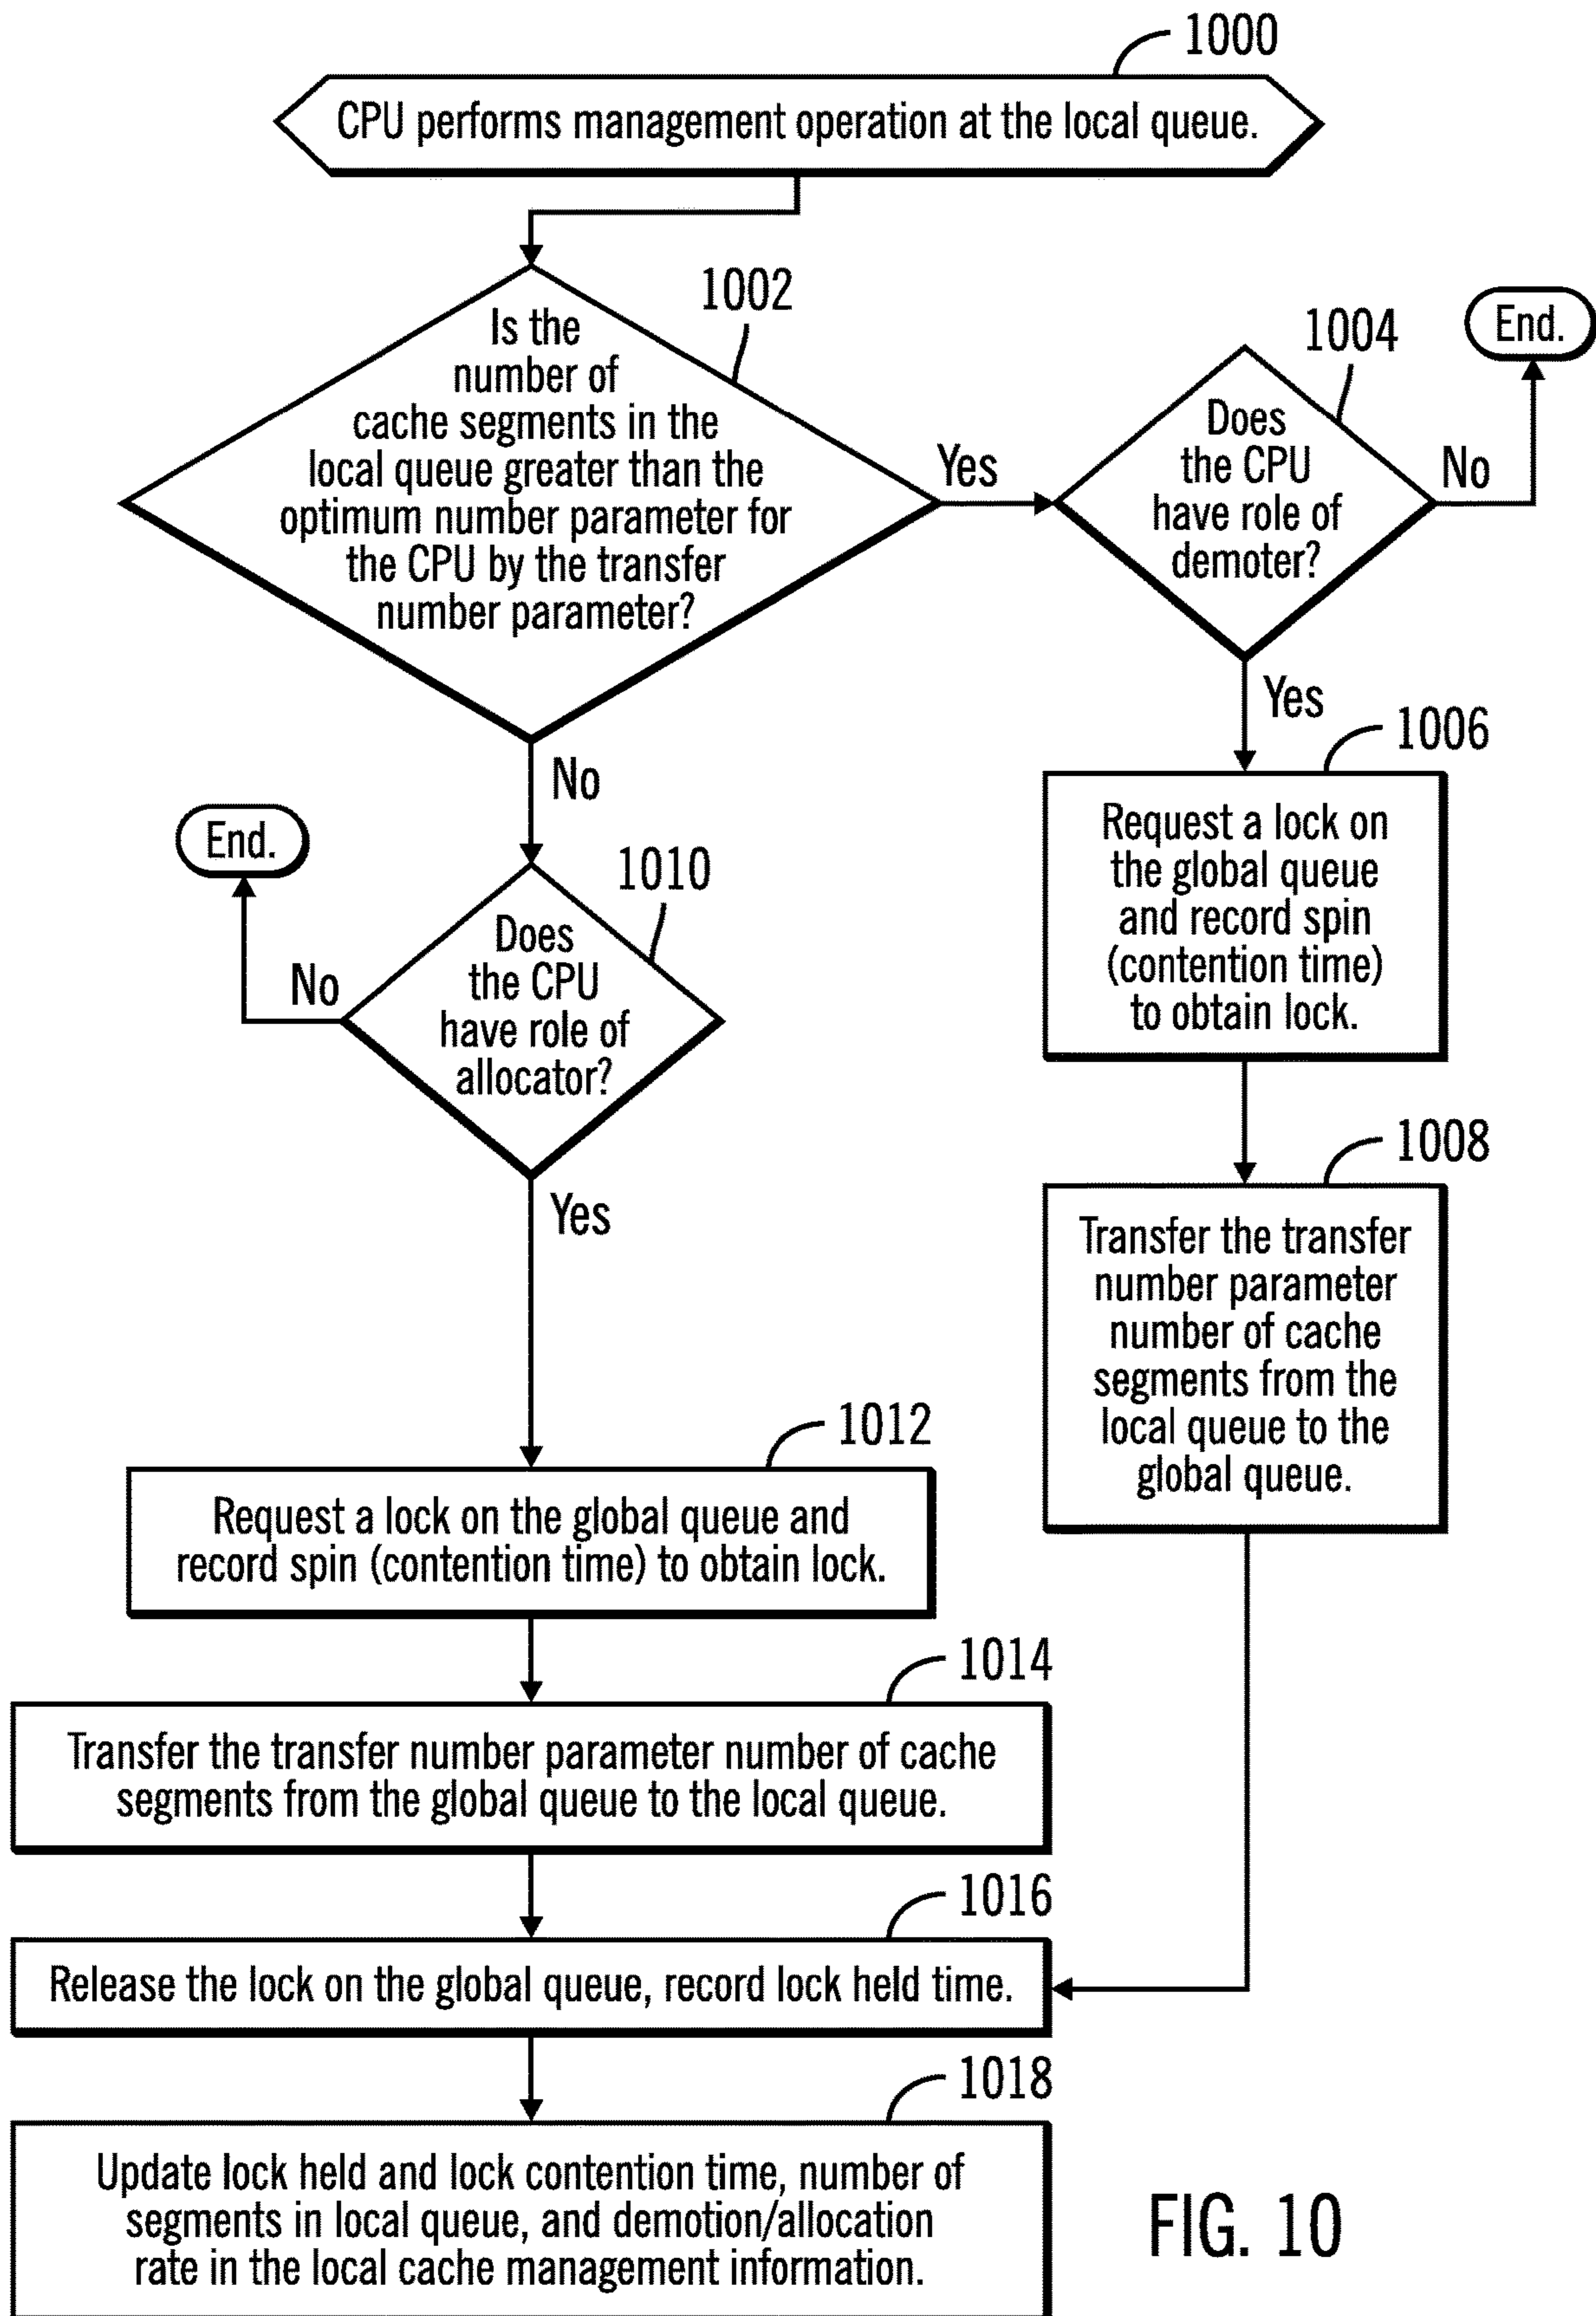 1000
CPU performs management operation at the local queue.
1002
Is the
number of
cache segments in the
local queue greater than the
optimum number parameter for
the CPU by the transfer
number parameter?
Yes
No
1004
Does
the CPU
have role of
demoter?
No
End.
Yes
1006
Request a lock on
the global queue
and record spin
(contention time)
to obtain lock.
1008
Transfer the transfer
number parameter
number of cache
segments from the
local queue to the
global queue.
1010
Does
the CPU
have role of
allocator?
No
End.
Yes
1012
Request a lock on the global queue and
record spin (contention time) to obtain lock.
1014
Transfer the transfer number parameter number of cache
segments from the global queue to the local queue.
1016
Release the lock on the global queue, record lock held time.
1018
Update lock held and lock contention time, number of
segments in local queue, and demotion/allocation
rate in the local cache management information.
FIG. 10